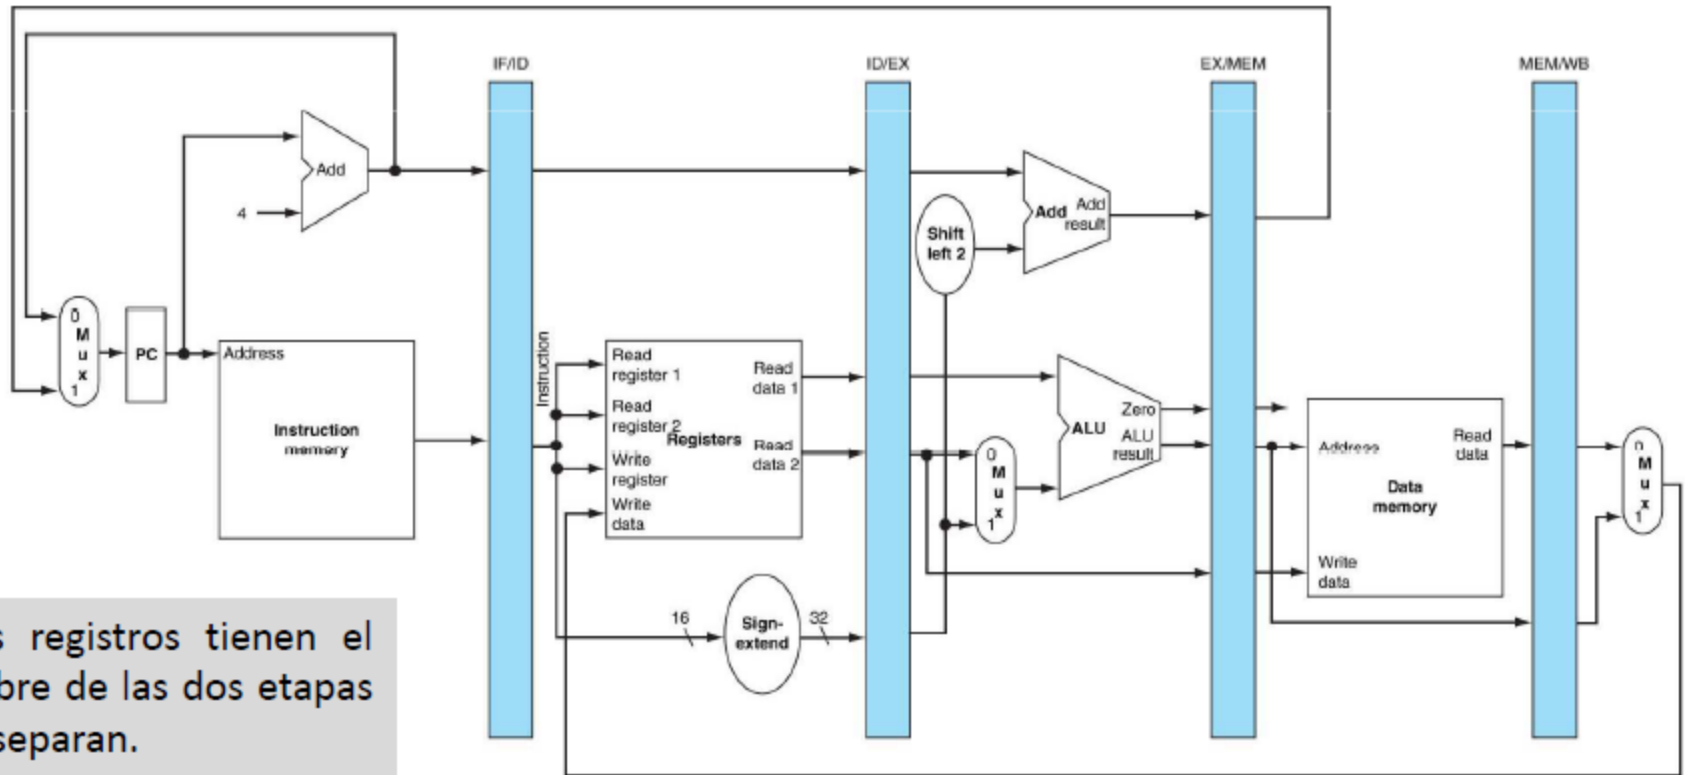 IF/ID
ID/EX
EX/MEM
MEM/WB
Add
4
Shift
left 2
Add
Add
result
0
M
u
x
1
PC
Address
Instruction
memory
Instruction
Read
register 1
Read
register 2
Write
register
Write
data
Registers
Read
data 1
Read
data 2
16
Sign-
extend
32
0
M
u
x
1
ALU
Zero
ALU
result
Address
Data
memory
Write
data
Read
data
M
u
x
1
registros tienen el
de las dos etapas
separan.